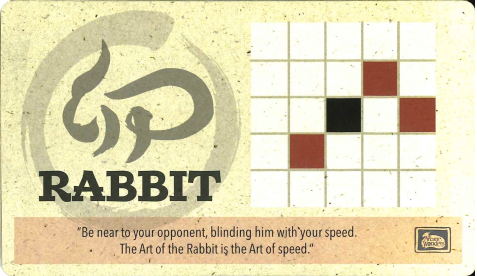 RABBIT
"Be near to your opponent, blinding him with your speed.
The Art of the Rabbit is the Art of speed."